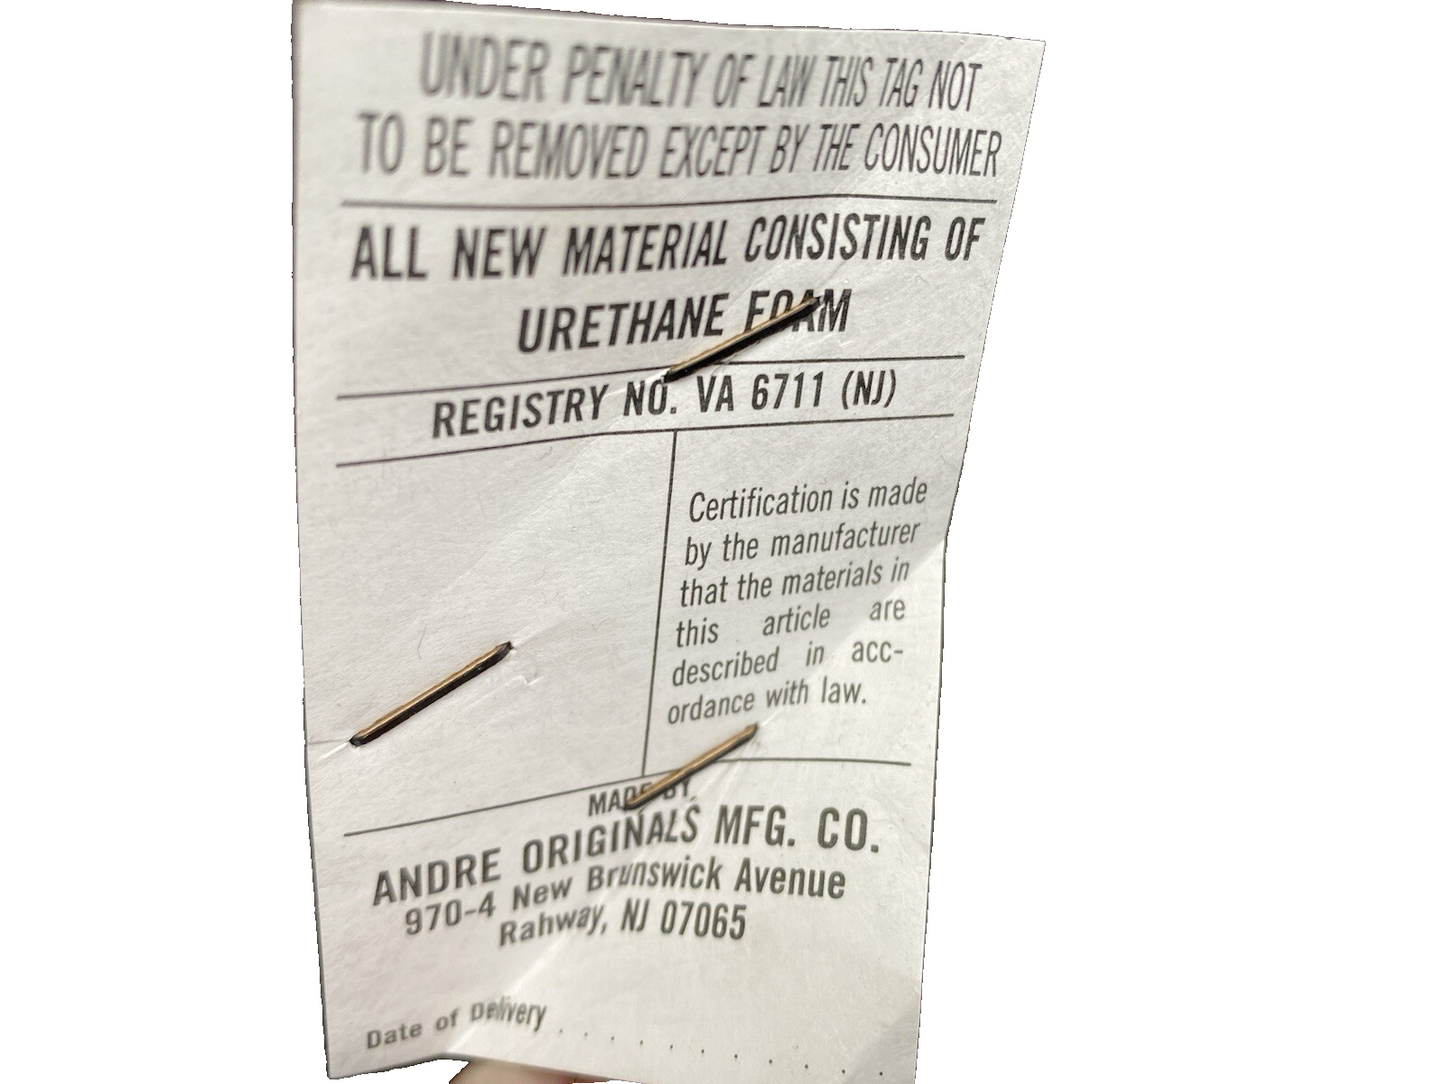 UNDER PENALTY OF LAW THIS TAG NOT
TO BE REMOVED EXCEPT BY THE CONSUMER
ALL NEW MATERIAL CONSISTING OF
URETHANE FOAM
REGISTRY NO. VA 6711 (NJ)
Certification is made
by the manufacturer
that the materials in
this article are
described in acc-
ordance with law.
MADE BY
ANDRE ORIGINALS MFG. CO.
970-4 New Brunswick Avenue
Rahway, NJ 07065
Date of Delivery . . . . . . . . . .